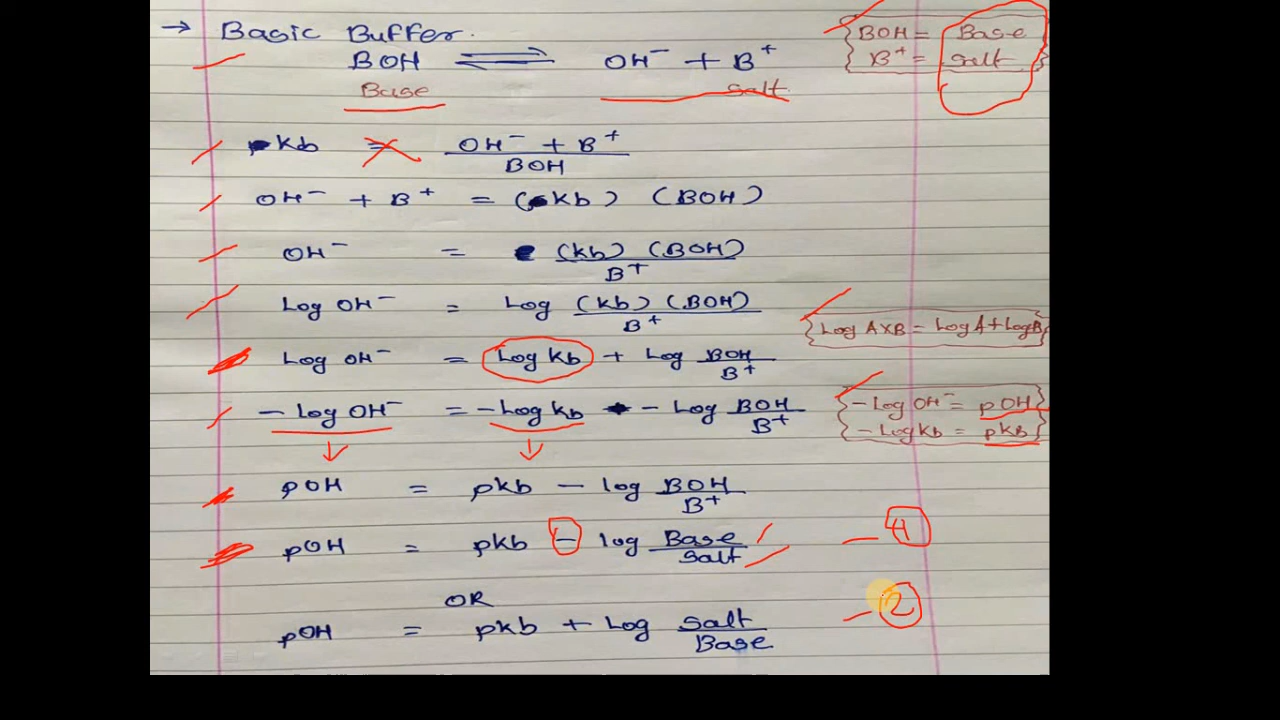 → Basic Buffer.
BOH ⇌ OH⁻ + B⁺
Base salt
BOH = Base
B⁺ = salt
Kb = OH⁻ + B⁺ / BOH
OH⁻ + B⁺ = (Kb) (BOH)
OH⁻ = (Kb) (BOH) / B⁺
Log OH⁻ = Log (Kb) (BOH) / B⁺
Log A×B = Log A + Log B
Log OH⁻ = Log Kb + Log BOH / B⁺
- log OH⁻ = - Log Kb - Log BOH / B⁺
- log OH⁻ = pOH
- Log Kb = pKb
pOH = pkb - log BOH / B⁺
pOH = pkb - log Base / Salt
OR
pOH = pkb + Log Salt / Base - 2